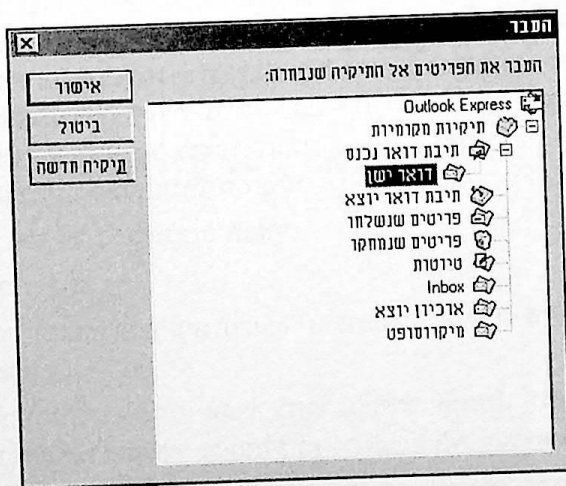 העבר
העבר את הפריטים אל התיקיה שנבחרה:
Outlook Express
תיקיות מקומיות
תיבת דואר נכנס
דואר ישן
תיבת דואר יוצא
פריטים שנשלחו
פריטים שנמחקו
טיוטות
Inbox
ארכיון יוצא
מיקרוסופט
אישור
ביטול
תיקיה חדשה